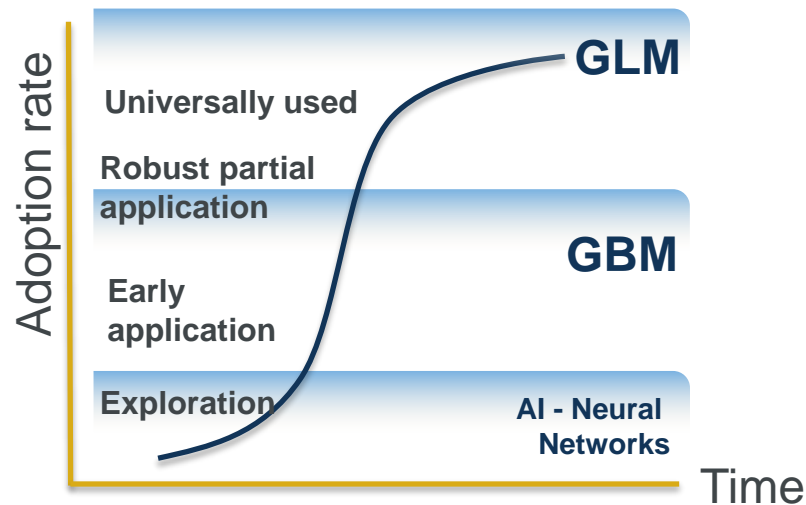 Adoption rate
GLM
Universally used
Robust partial
application
GBM
Early
application
Exploration
AI - Neural
Networks
Time